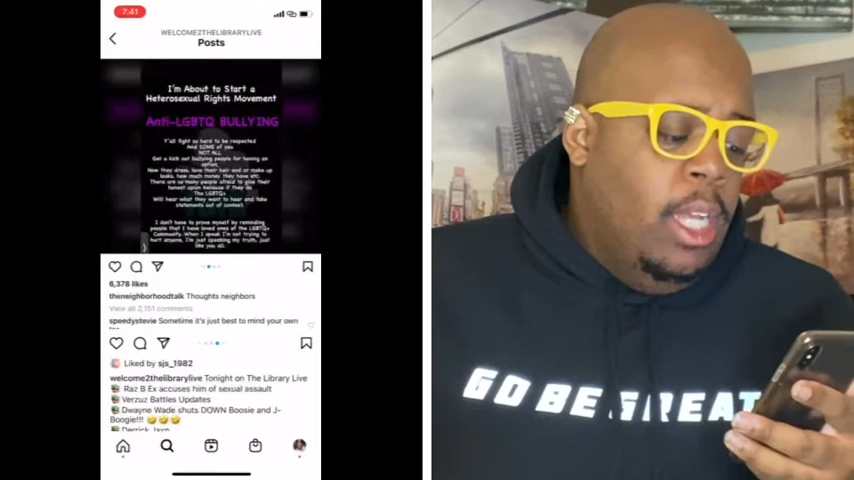 7:41
WELCOME2THELIBRARYLIVE
Posts
I'm About to Start a
Heterosexual Rights Movement
Anti-LGBTQ BULLYING
Y'all fight so hard to be respected
And SOME of you
NOT ALL
Get a kick out bullying people for having an
option,
How they dress, how their hair and or make up
looks, how much money they have etc.
There are so many people afraid to give their
honest opion because if they do
The LGBTQ+
Will hear what they want to hear and take
statements out of context.
I don't have to prove myself by reminding
people that I have loved ones of the LGBTQ+
Community. When I speak I'm not trying to
hurt anyone, I'm just speaking my truth, just
like you all.
6,378 likes
theneighborhoodtalk Thoughts neighbors
View all 2,151 comments
speedystevie Sometime it's just best to mind your own
Liked by sjs_1982
welcome2thelibrarylive Tonight on The Library Live
Raz B Ex accuses him of sexual assault
Verzuz Battles Updates
Dwayne Wade shuts DOWN Boosie and J-
Boogie!!!
Derrick Jaxn
GO BE GREAT